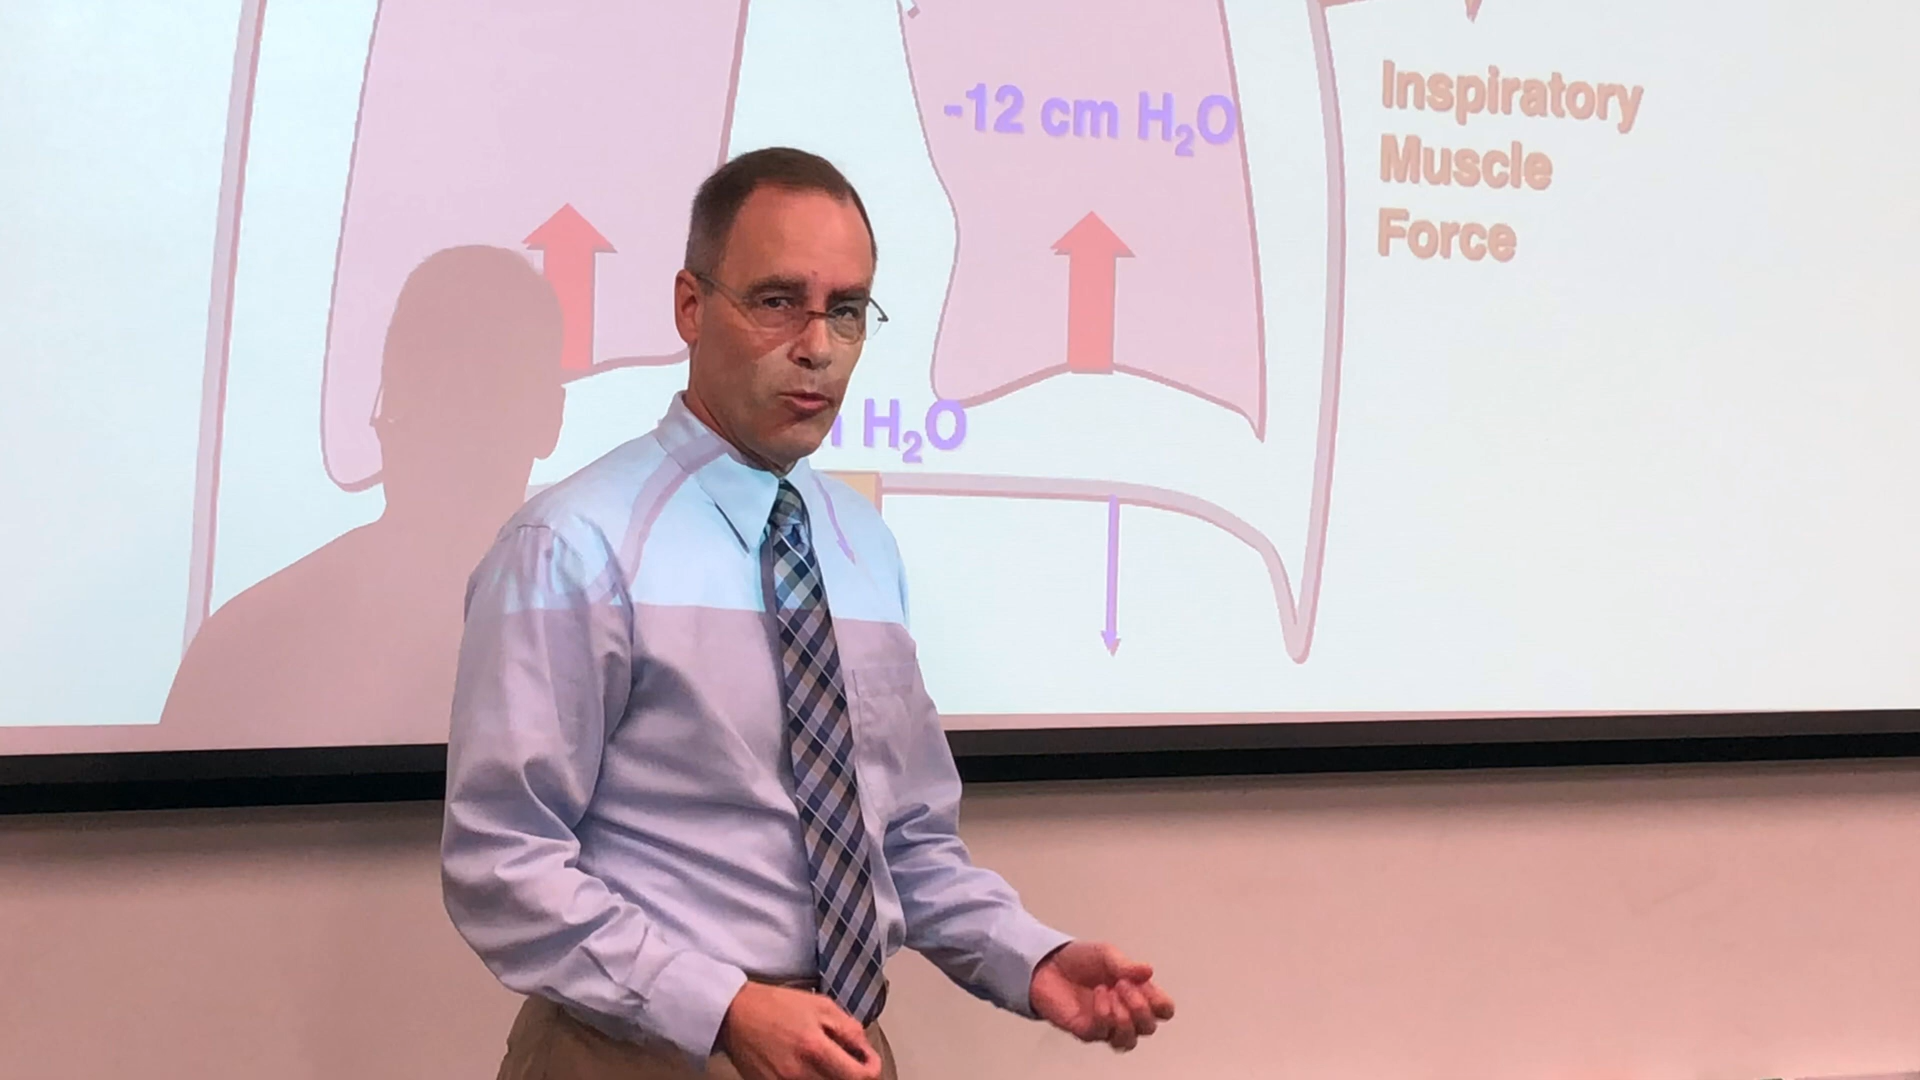 -12 cm H₂O
Inspiratory
Muscle
Force
H₂O